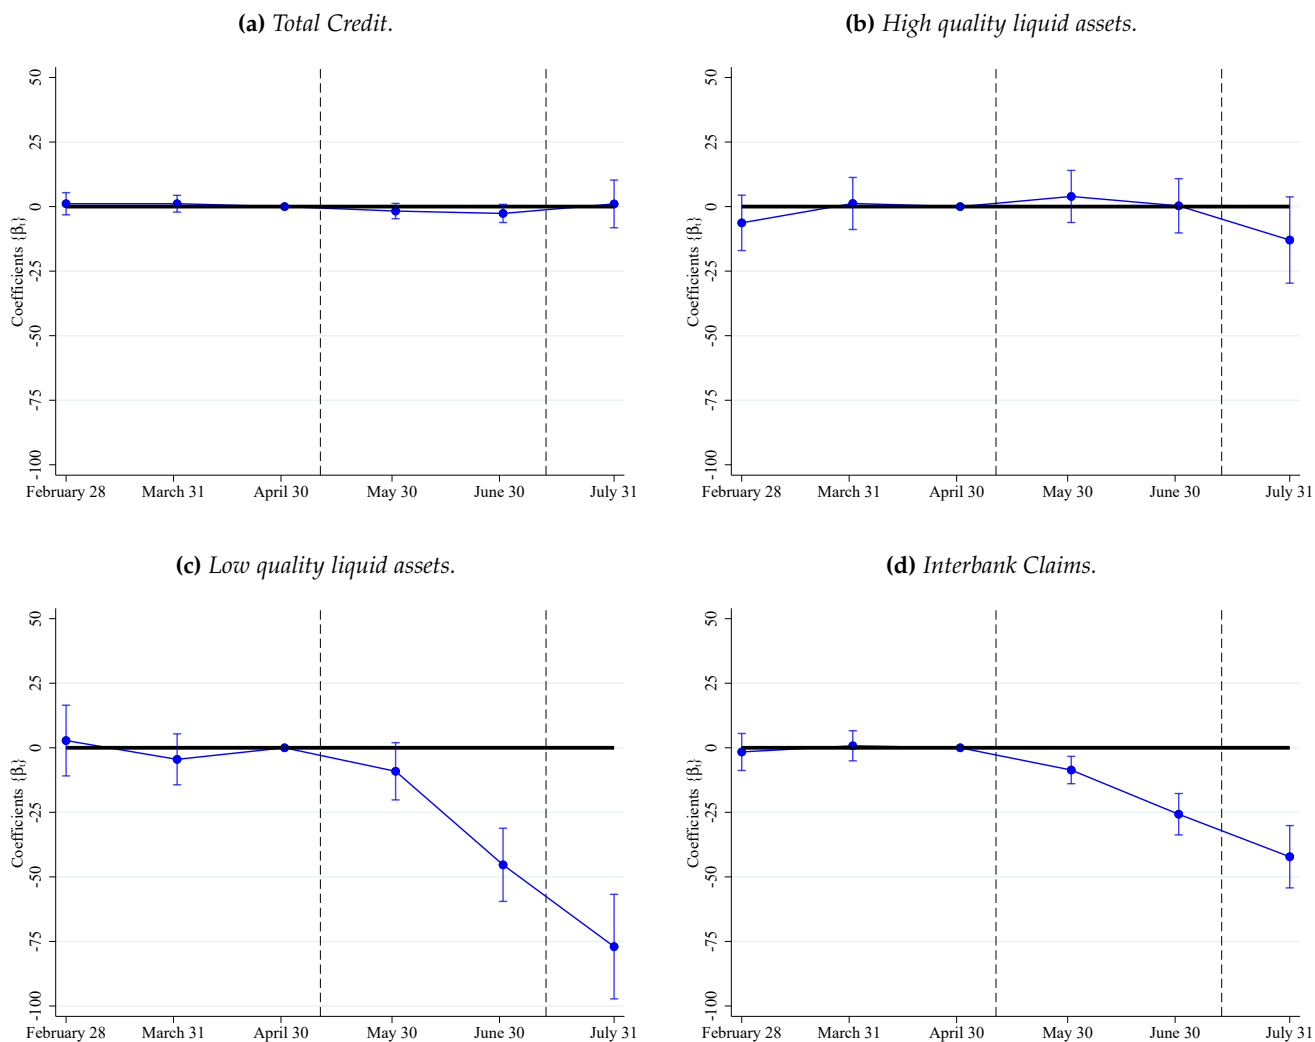 (a) Total Credit.
50
25
0
-25
-50
-75
-100
Coefficients {βt}
February 28 March 31 April 30 May 30 June 30 July 31
(b) High quality liquid assets.
50
25
0
-25
-50
-75
-100
Coefficients {βt}
February 28 March 31 April 30 May 30 June 30 July 31
(c) Low quality liquid assets.
50
25
0
-25
-50
-75
-100
Coefficients {βt}
February 28 March 31 April 30 May 30 June 30 July 31
(d) Interbank Claims.
50
25
0
-25
-50
-75
-100
Coefficients {βt}
February 28 March 31 April 30 May 30 June 30 July 31